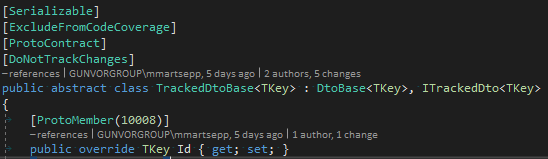 [Serializable]
[ExcludeFromCodeCoverage]
[ProtoContract]
[DoNotTrackChanges]
–references | GUNVORGROUP\mmartsepp, 5 days ago | 2 authors, 5 changes
public abstract class TrackedDtoBase<TKey> : DtoBase<TKey>, ITrackedDto<TKey>
{
[ProtoMember(10008)]
–references | GUNVORGROUP\mmartsepp, 5 days ago | 1 author, 1 change
public override TKey Id { get; set; }